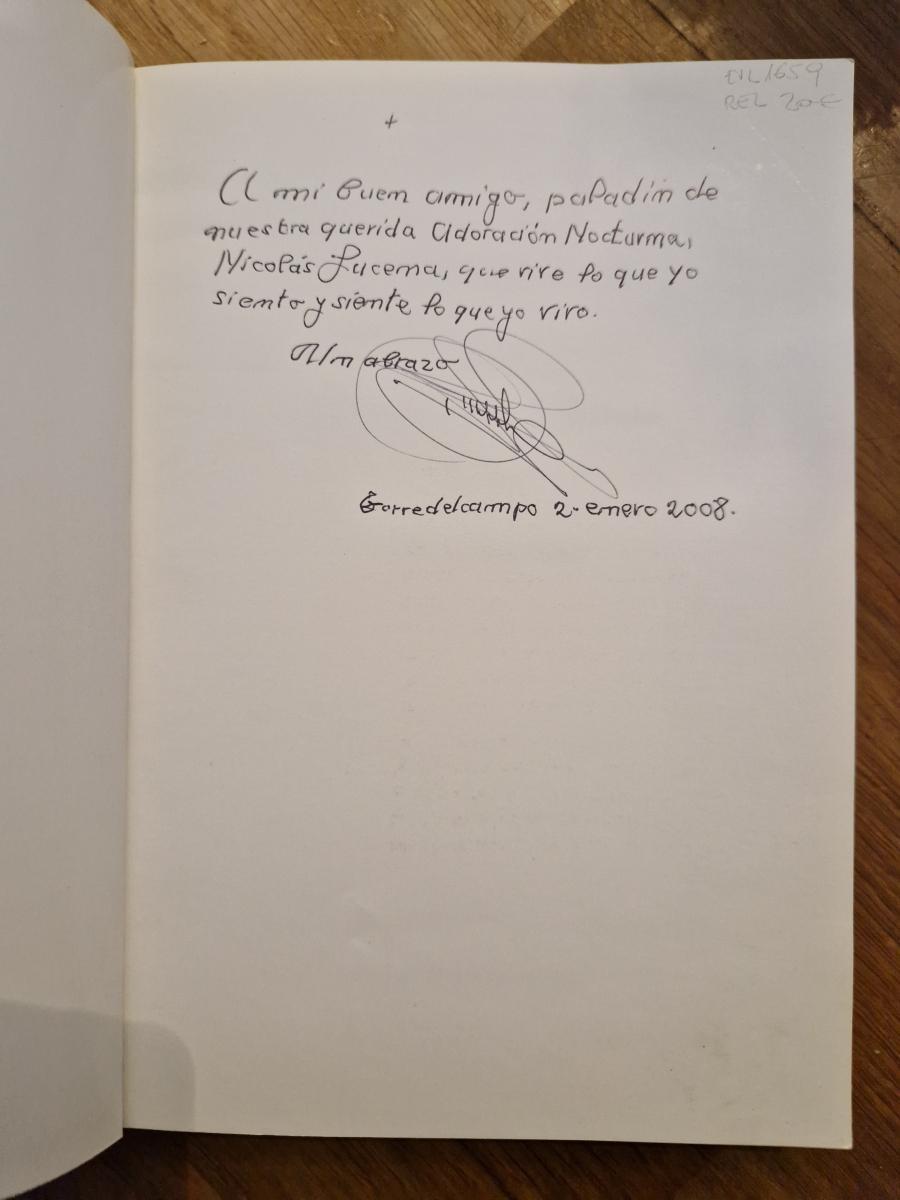 CVL1659
REL 20€
+
A mi buen amigo, paladín de
nuestra querida Adoración Nocturna,
Nicolás Lucena, que vive lo que yo
siento y siente lo que yo vivo.
Un abrazo
Torredelcampo 2-enero 2008.